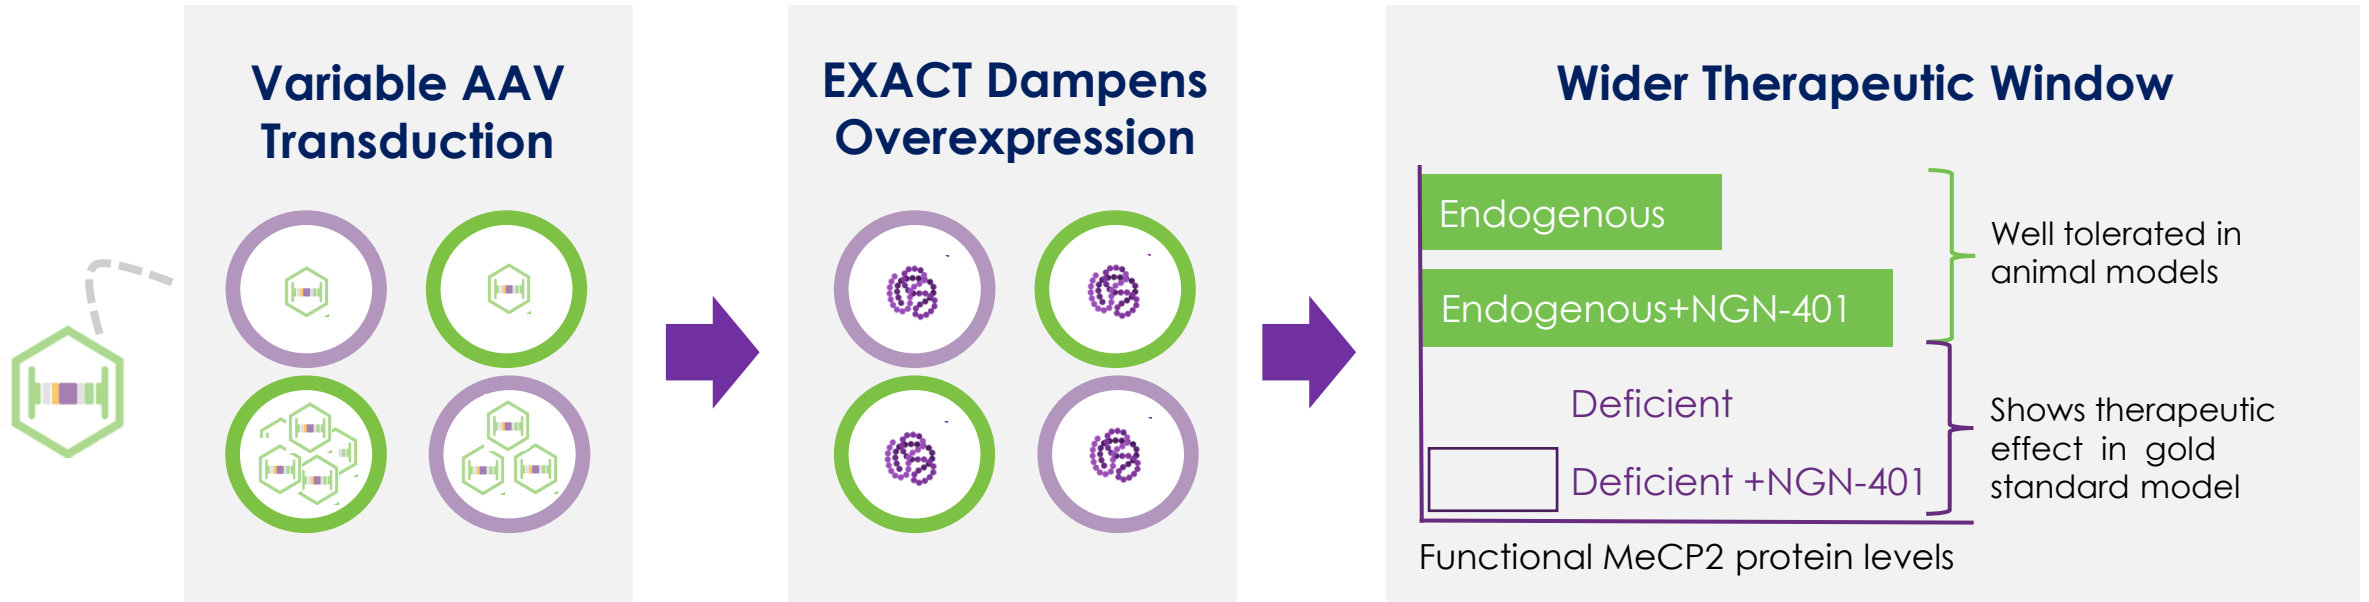 Variable AAV
Transduction
EXACT Dampens
Overexpression
Wider Therapeutic Window
Endogenous
Endogenous+NGN-401
Well tolerated in
animal models
Deficient
Deficient +NGN-401
Shows therapeutic
effect in gold
standard model
Functional MeCP2 protein levels